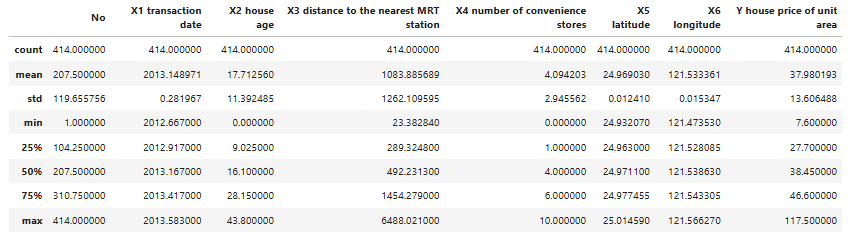 No X1 transaction date X2 house age X3 distance to the nearest MRT station X4 number of convenience stores X5 latitude X6 longitude Y house price of unit area
count 414.000000 414.000000 414.000000 414.000000 414.000000 414.000000 414.000000 414.000000
mean 207.500000 2013.148971 17.712560 1083.885689 4.094203 24.969030 121.533361 37.980193
std 119.655756 0.281967 11.392485 1262.109595 2.945562 0.012410 0.015347 13.606488
min 1.000000 2012.667000 0.000000 23.382840 0.000000 24.932070 121.473530 7.600000
25% 104.250000 2012.917000 9.025000 289.324800 1.000000 24.963000 121.528085 27.700000
50% 207.500000 2013.167000 16.100000 492.231300 4.000000 24.971100 121.538630 38.450000
75% 310.750000 2013.417000 28.150000 1454.279000 6.000000 24.977455 121.543305 46.600000
max 414.000000 2013.583000 43.800000 6488.021000 10.000000 25.014590 121.566270 117.500000